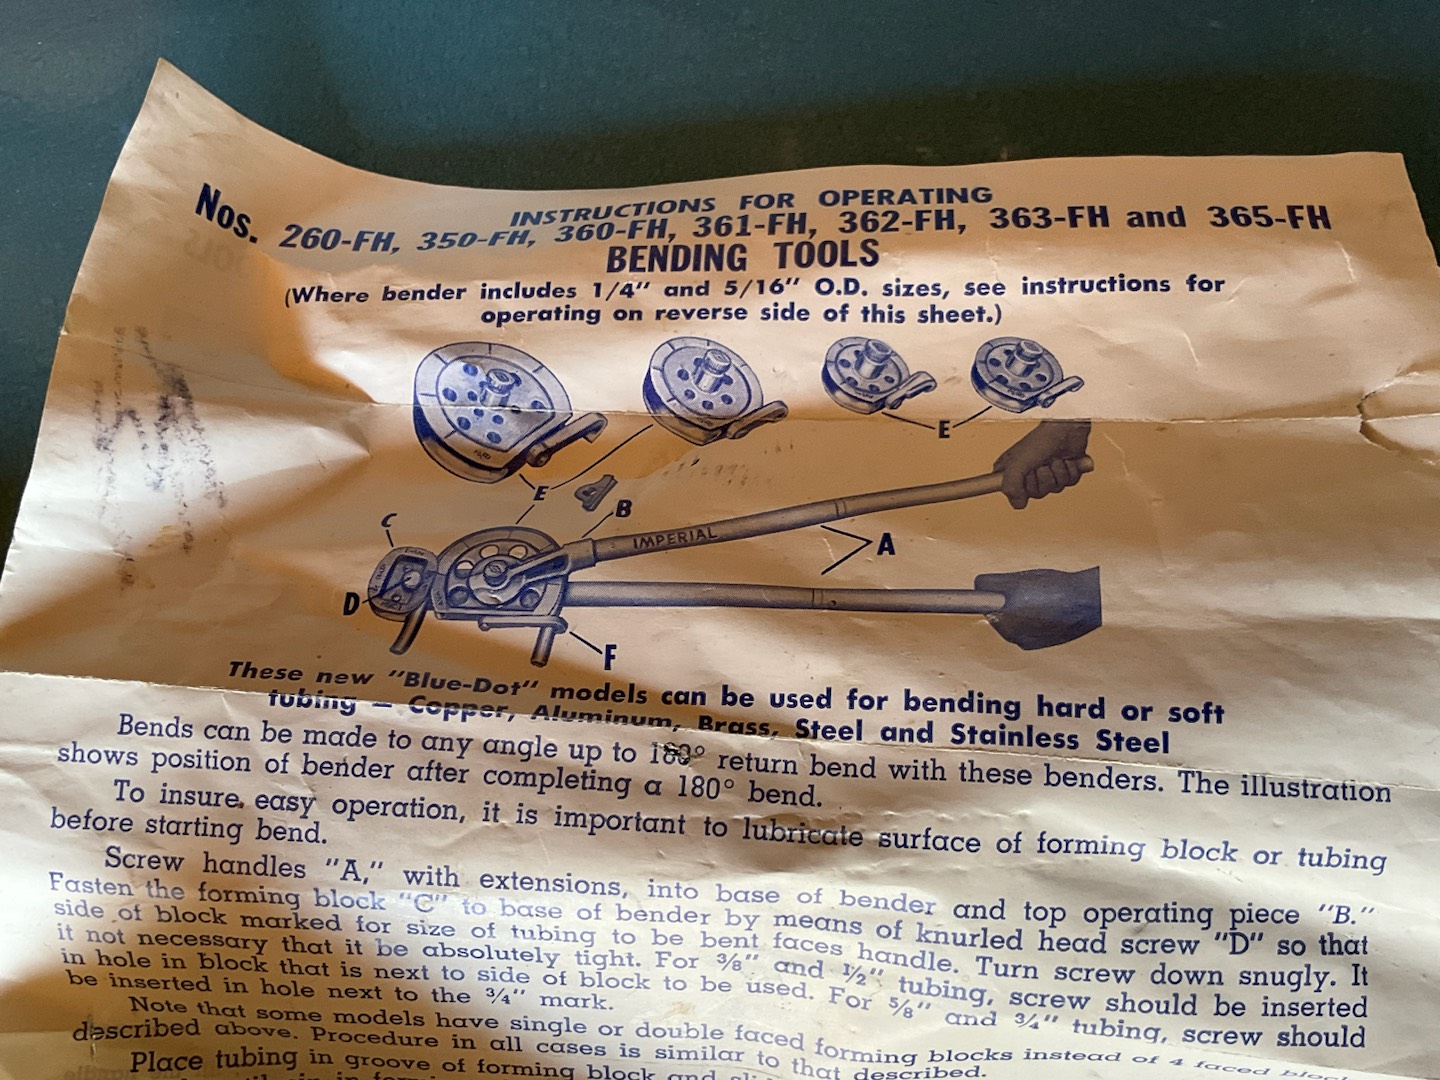 INSTRUCTIONS FOR OPERATING
Nos. 260-FH, 350-FH, 360-FH, 361-FH, 362-FH, 363-FH and 365-FH
BENDING TOOLS
(Where bender includes 1/4" and 5/16" O.D. sizes, see instructions for
operating on reverse side of this sheet.)
E
E
B
C
IMPERIAL
A
D
F
These new "Blue-Dot" models can be used for bending hard or soft
tubing — Copper, Aluminum, Brass, Steel and Stainless Steel
Bends can be made to any angle up to 180° return bend with these benders. The illustration
shows position of bender after completing a 180° bend.
To insure easy operation, it is important to lubricate surface of forming block or tubing
before starting bend.
Screw handles "A," with extensions, into base of bender and top operating piece "B."
Fasten the forming block "C" to base of bender by means of knurled head screw "D" so that
side of block marked for size of tubing to be bent faces handle. Turn screw down snugly. It
it not necessary that it be absolutely tight. For 3/8" and 1/2" tubing, screw should be inserted
in hole in block that is next to side of block to be used. For 5/8" and 3/4" tubing, screw should
be inserted in hole next to the 3/4" mark.
Note that some models have single or double faced forming blocks instead of 4 faced
described above. Procedure in all cases is similar to that described.
Place tubing in groove of forming block and